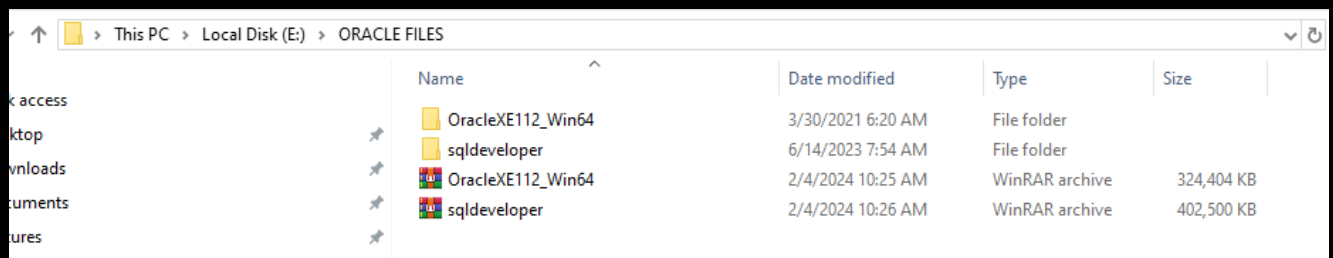 This PC > Local Disk (E:) > ORACLE FILES
Name Date modified Type Size
k access
ktop
wnloads
cuments
tures
OracleXE112_Win64 3/30/2021 6:20 AM File folder
sqldeveloper 6/14/2023 7:54 AM File folder
OracleXE112_Win64 2/4/2024 10:25 AM WinRAR archive 324,404 KB
sqldeveloper 2/4/2024 10:26 AM WinRAR archive 402,500 KB